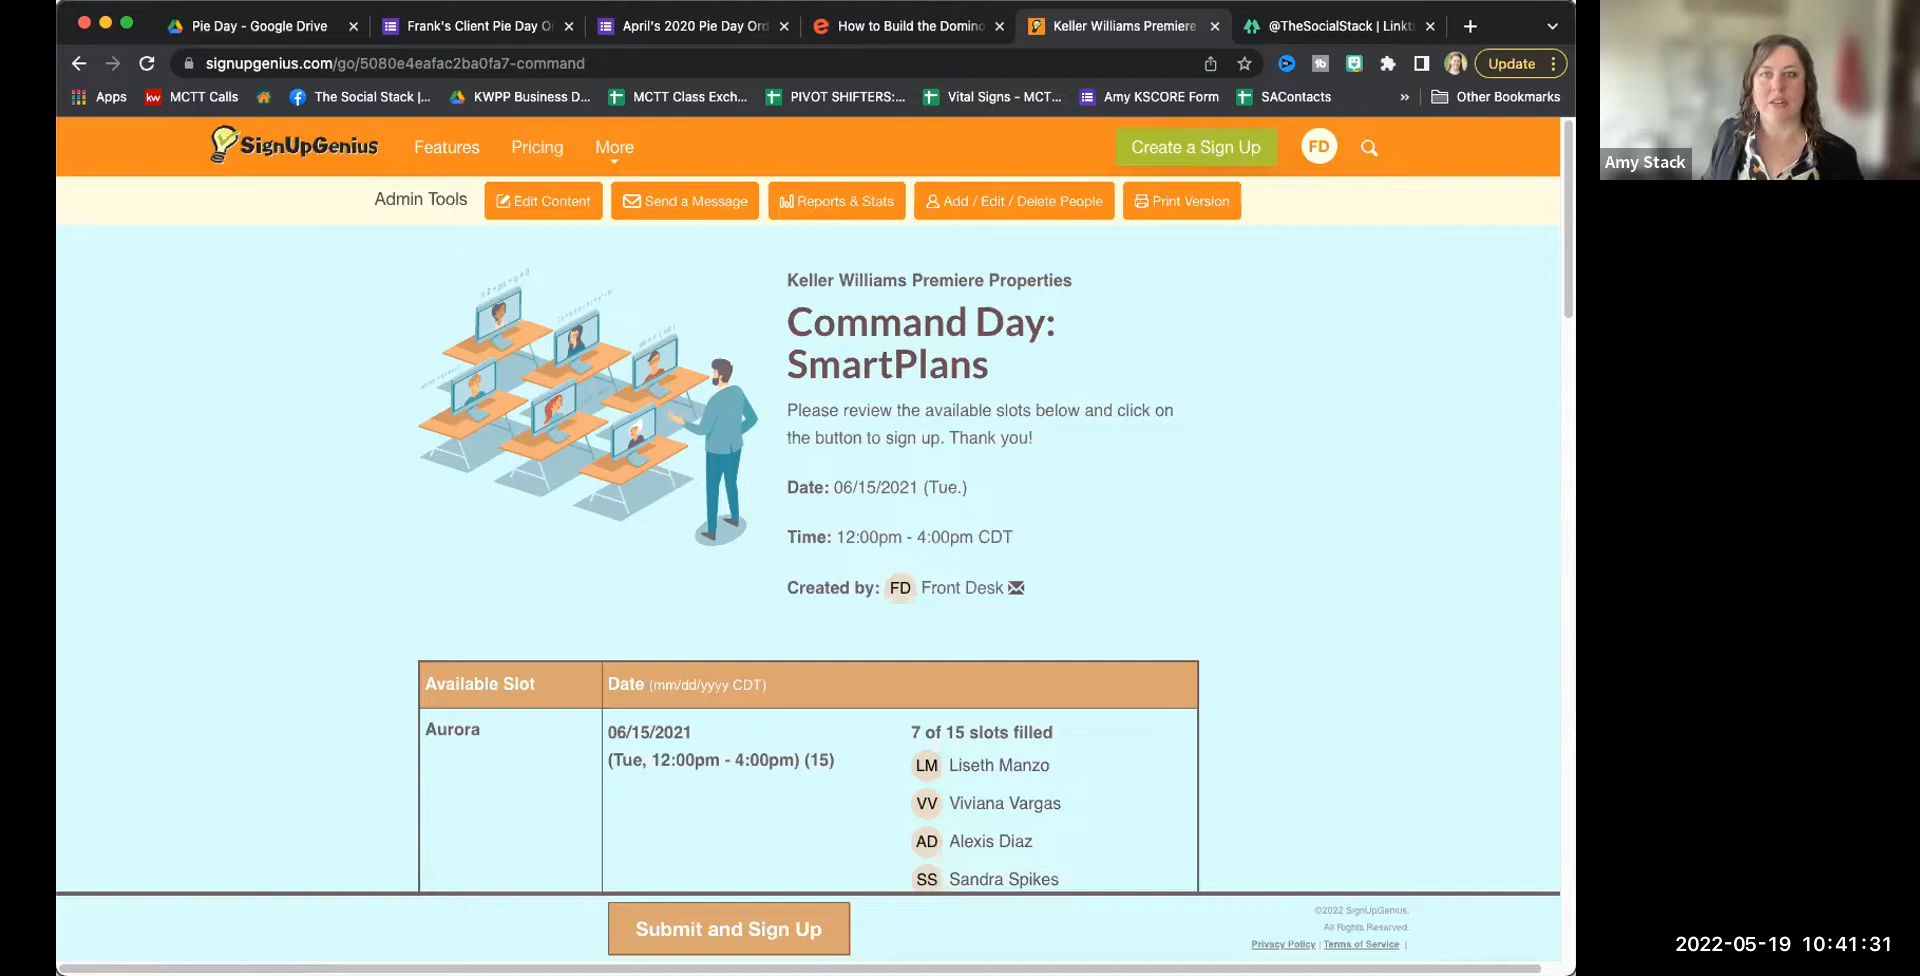 Pie Day - Google Drive
Frank's Client Pie Day O
April's 2020 Pie Day Ord
How to Build the Domino
Keller Williams Premiere
@TheSocialStack | Linkt
Update
signupgenius.com/go/5080e4eafac2ba0fa7-command
Apps
kw MCTT Calls
The Social Stack |...
KWPP Business D...
MCTT Class Exch...
PIVOT SHIFTERS:...
Vital Signs - MCT...
Amy KSCORE Form
SAContacts
»
Other Bookmarks
SignUpGenius
Features
Pricing
More
Create a Sign Up
FD
Admin Tools
Edit Content
Send a Message
Reports & Stats
Add / Edit / Delete People
Print Version
Keller Williams Premiere Properties
Command Day:
SmartPlans
Please review the available slots below and click on
the button to sign up. Thank you!
Date: 06/15/2021 (Tue.)
Time: 12:00pm - 4:00pm CDT
Created by: FD Front Desk
Available Slot
Date (mm/dd/yyyy CDT)
Aurora
06/15/2021
(Tue, 12:00pm - 4:00pm) (15)
7 of 15 slots filled
LM Liseth Manzo
VV Viviana Vargas
AD Alexis Diaz
SS Sandra Spikes
Submit and Sign Up
©2022 SignUpGenius.
All Rights Reserved.
Privacy Policy | Terms of Service |
Amy Stack
2022-05-19 10:41:31